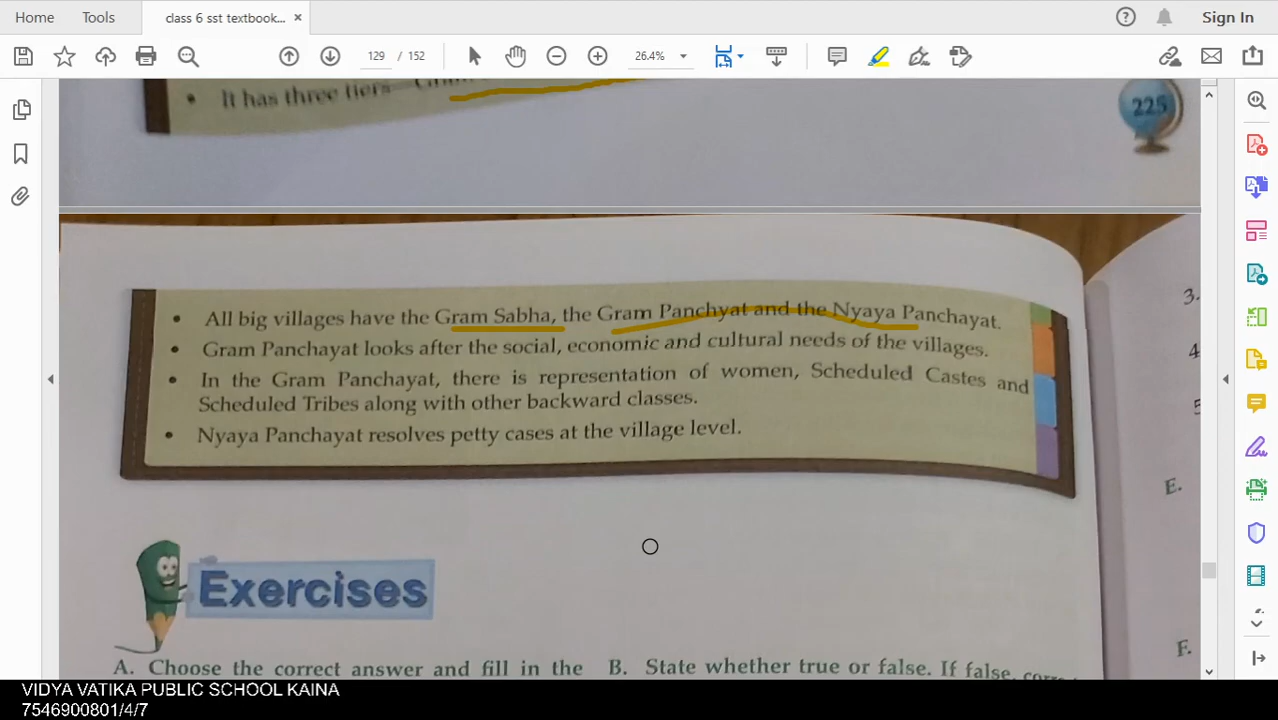 Home Tools class 6 sst textbook... × Sign In
129 / 152 26.4%
• It has three tiers—
225
• All big villages have the Gram Sabha, the Gram Panchyat and the Nyaya Panchayat.
• Gram Panchayat looks after the social, economic and cultural needs of the villages.
• In the Gram Panchayat, there is representation of women, Scheduled Castes and
Scheduled Tribes along with other backward classes.
• Nyaya Panchayat resolves petty cases at the village level.
3.
4
5
E.
F.
Exercises
A. Choose the correct answer and fill in the
B. State whether true or false. If false,
VIDYA VATIKA PUBLIC SCHOOL KAINA
7546900801/4/7